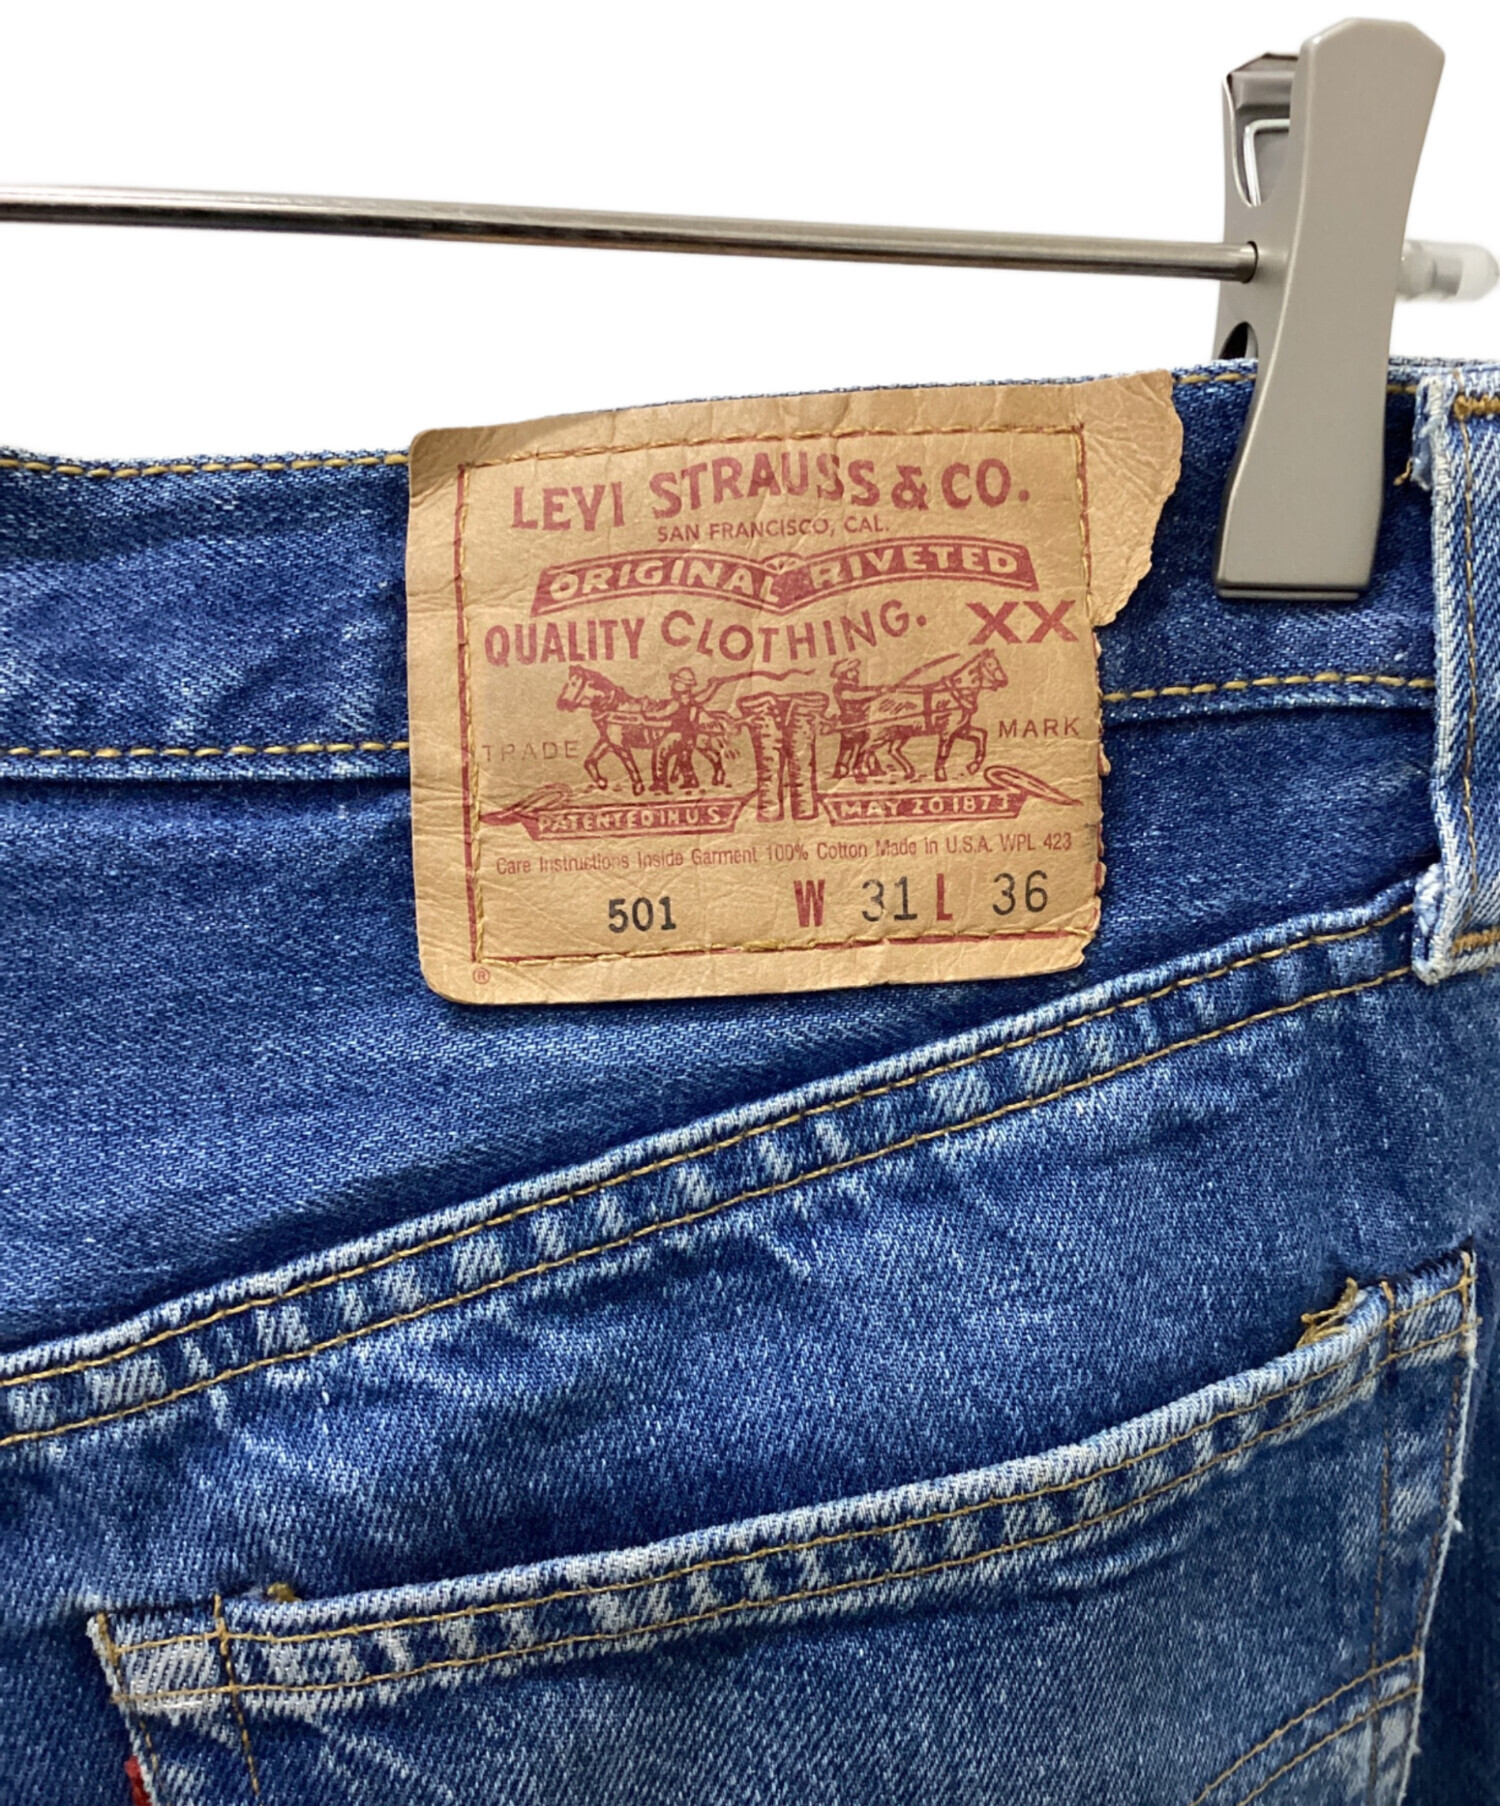 LEVI STRAUSS & CO.
SAN FRANCISCO, CAL.
ORIGINAL RIVETED
QUALITY CLOTHING. XX
TRADE MARK
PATENTED IN U.S. MAY 20 1873
Care Instructions Inside Garment 100% Cotton Made in U.S.A. WPL 423
501 W 31 L 36
®